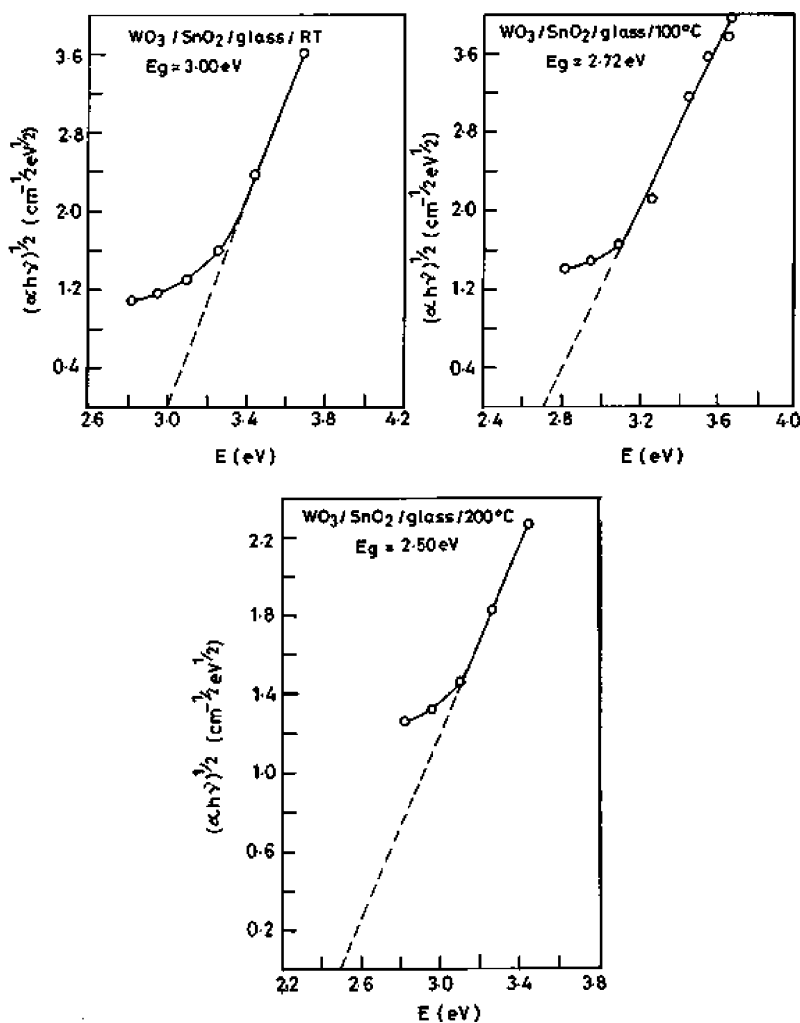 WO₃/SnO₂/glass/RT
Eg = 3.00 eV
(αhν)^1/2 (cm^-1/2 eV^1/2)
3·6
2·8
2·0
1·2
0·4
2·6 3·0 3·4 3·8 4·2
E (eV)
WO₃/SnO₂/glass/100°C
Eg = 2·72 eV
(αhν)^1/2 (cm^-1/2 eV^1/2)
3·6
2·8
2·0
1·2
0·4
2·4 2·8 3·2 3·6 4·0
E (eV)
WO₃/SnO₂/glass/200°C
Eg = 2·50 eV
(αhν)^1/2 (cm^-1/2 eV^1/2)
2·2
1·8
1·4
1·0
0·6
0·2
2·2 2·6 3·0 3·4 3·8
E (eV)